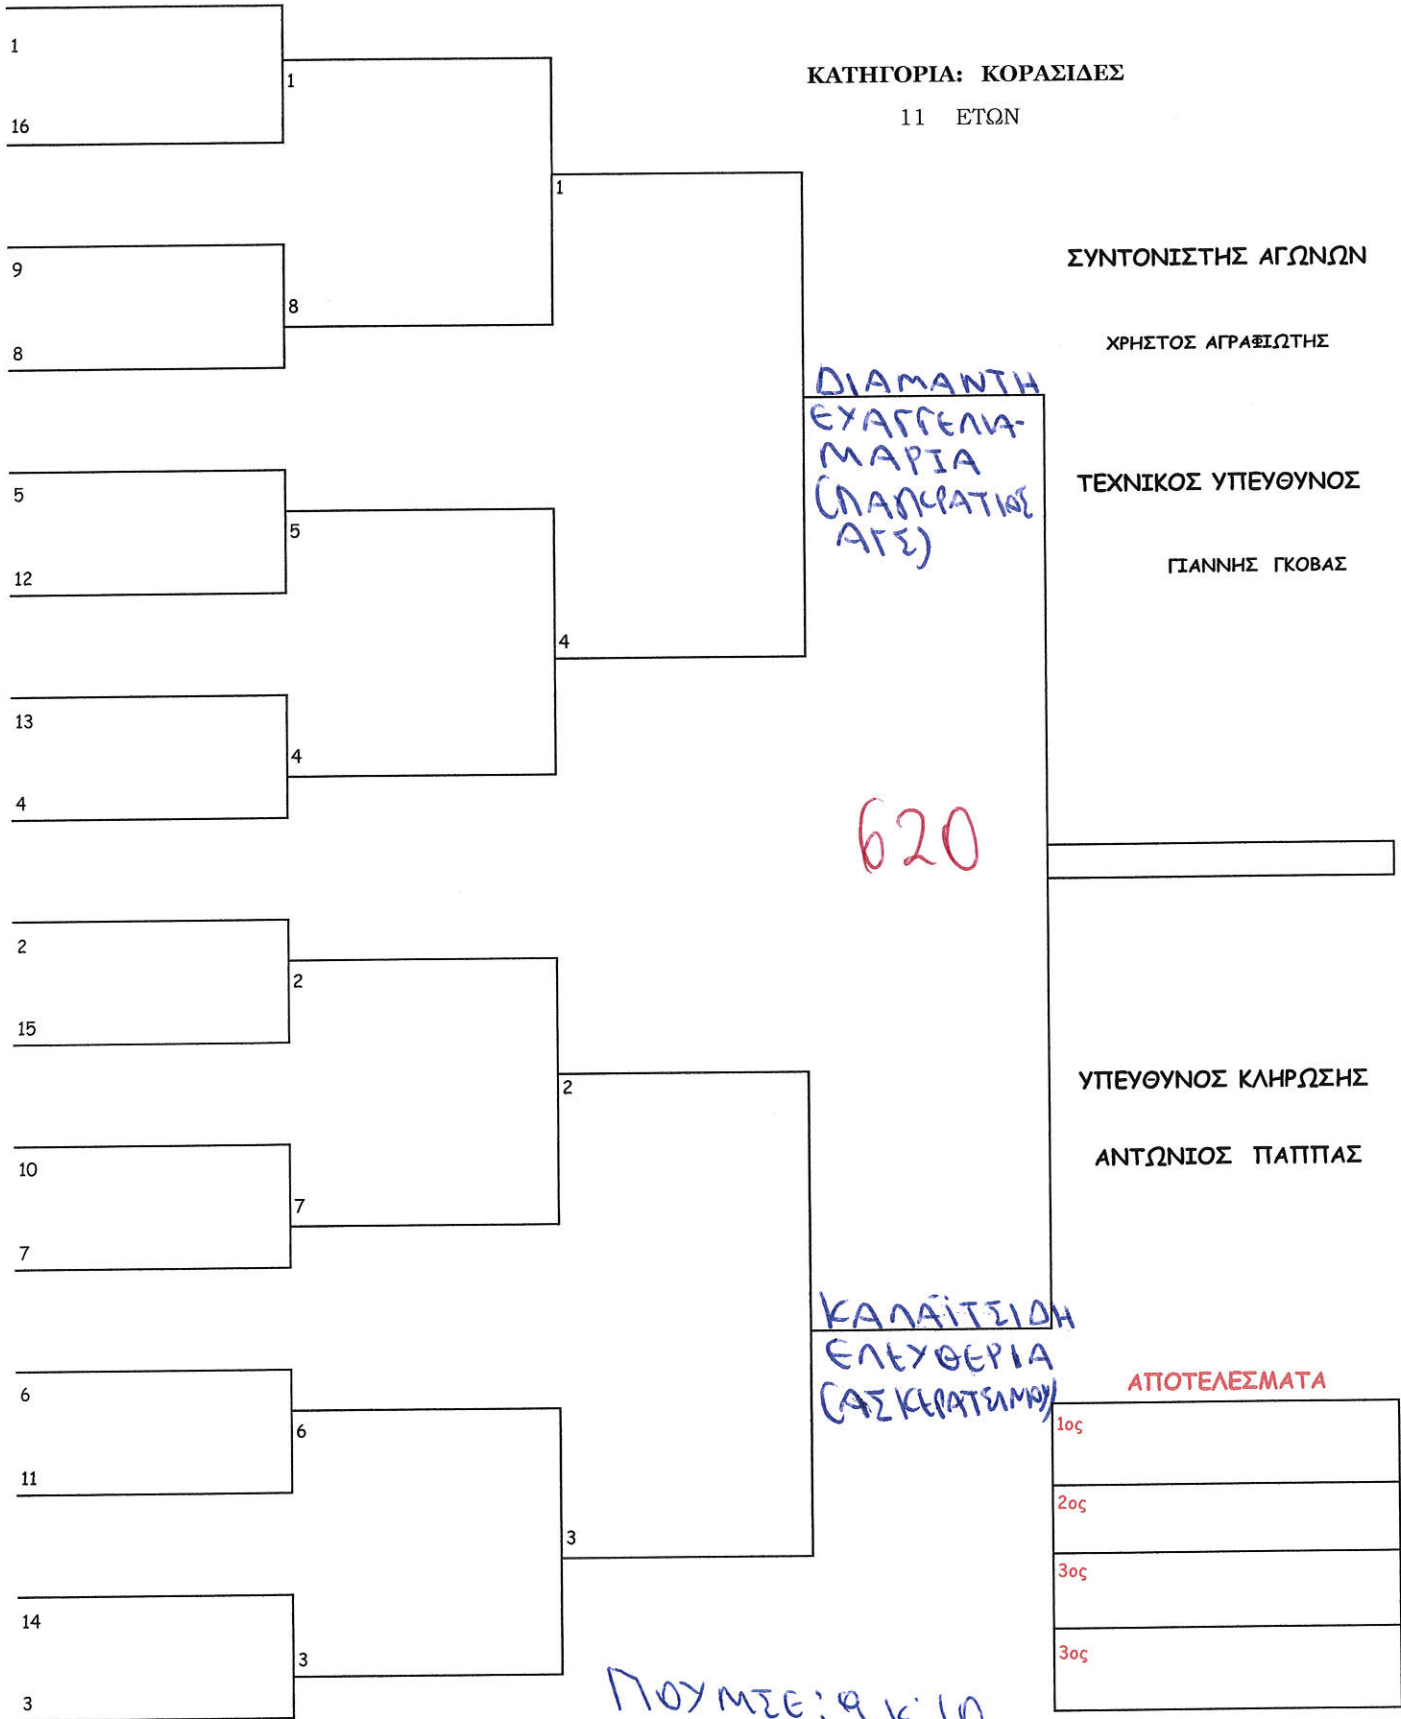 1
1
16
ΚΑΤΗΓΟΡΙΑ: ΚΟΡΑΣΙΔΕΣ
11 ΕΤΩΝ
1
9
8
8
ΣΥΝΤΟΝΙΣΤΗΣ ΑΓΩΝΩΝ
ΧΡΗΣΤΟΣ ΑΓΡΑΦΙΩΤΗΣ
ΔΙΑΜΑΝΤΗ
ΕΥΑΓΓΕΛΙΑ-
ΜΑΡΙΑ
ΑΓΣ)
5
5
12
ΤΕΧΝΙΚΟΣ ΥΠΕΥΘΥΝΟΣ
ΓΙΑΝΝΗΣ ΓΚΟΒΑΣ
4
13
4
4
620
2
2
15
2
10
7
7
ΥΠΕΥΘΥΝΟΣ ΚΛΗΡΩΣΗΣ
ΑΝΤΩΝΙΟΣ ΠΑΠΠΑΣ
ΚΑΛΑΪΤΣΙΔΗ
ΕΛΕΥΘΕΡΙΑ
(ΑΣ ΚΕΡΑΤΣΙΝΙΟΥ)
6
6
11
3
14
3
3
ΑΠΟΤΕΛΕΣΜΑΤΑ
1ος
2ος
3ος
3ος
ΠΟΥΜΣΕ: 9 Κ' 10